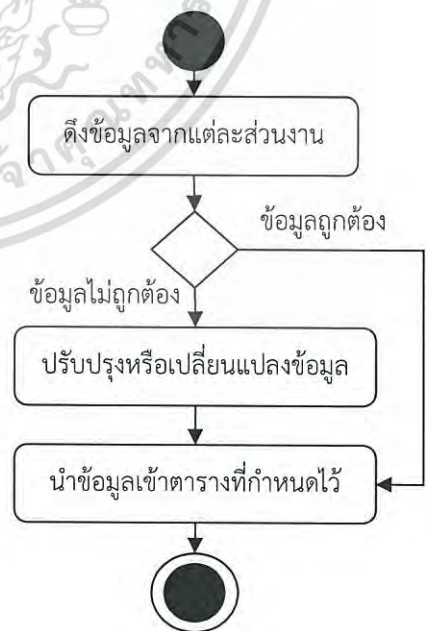 ดึงข้อมูลจากแต่ละส่วนงาน
ข้อมูลถูกต้อง
ข้อมูลไม่ถูกต้อง
ปรับปรุงหรือเปลี่ยนแปลงข้อมูล
นำข้อมูลเข้าตารางที่กำหนดไว้